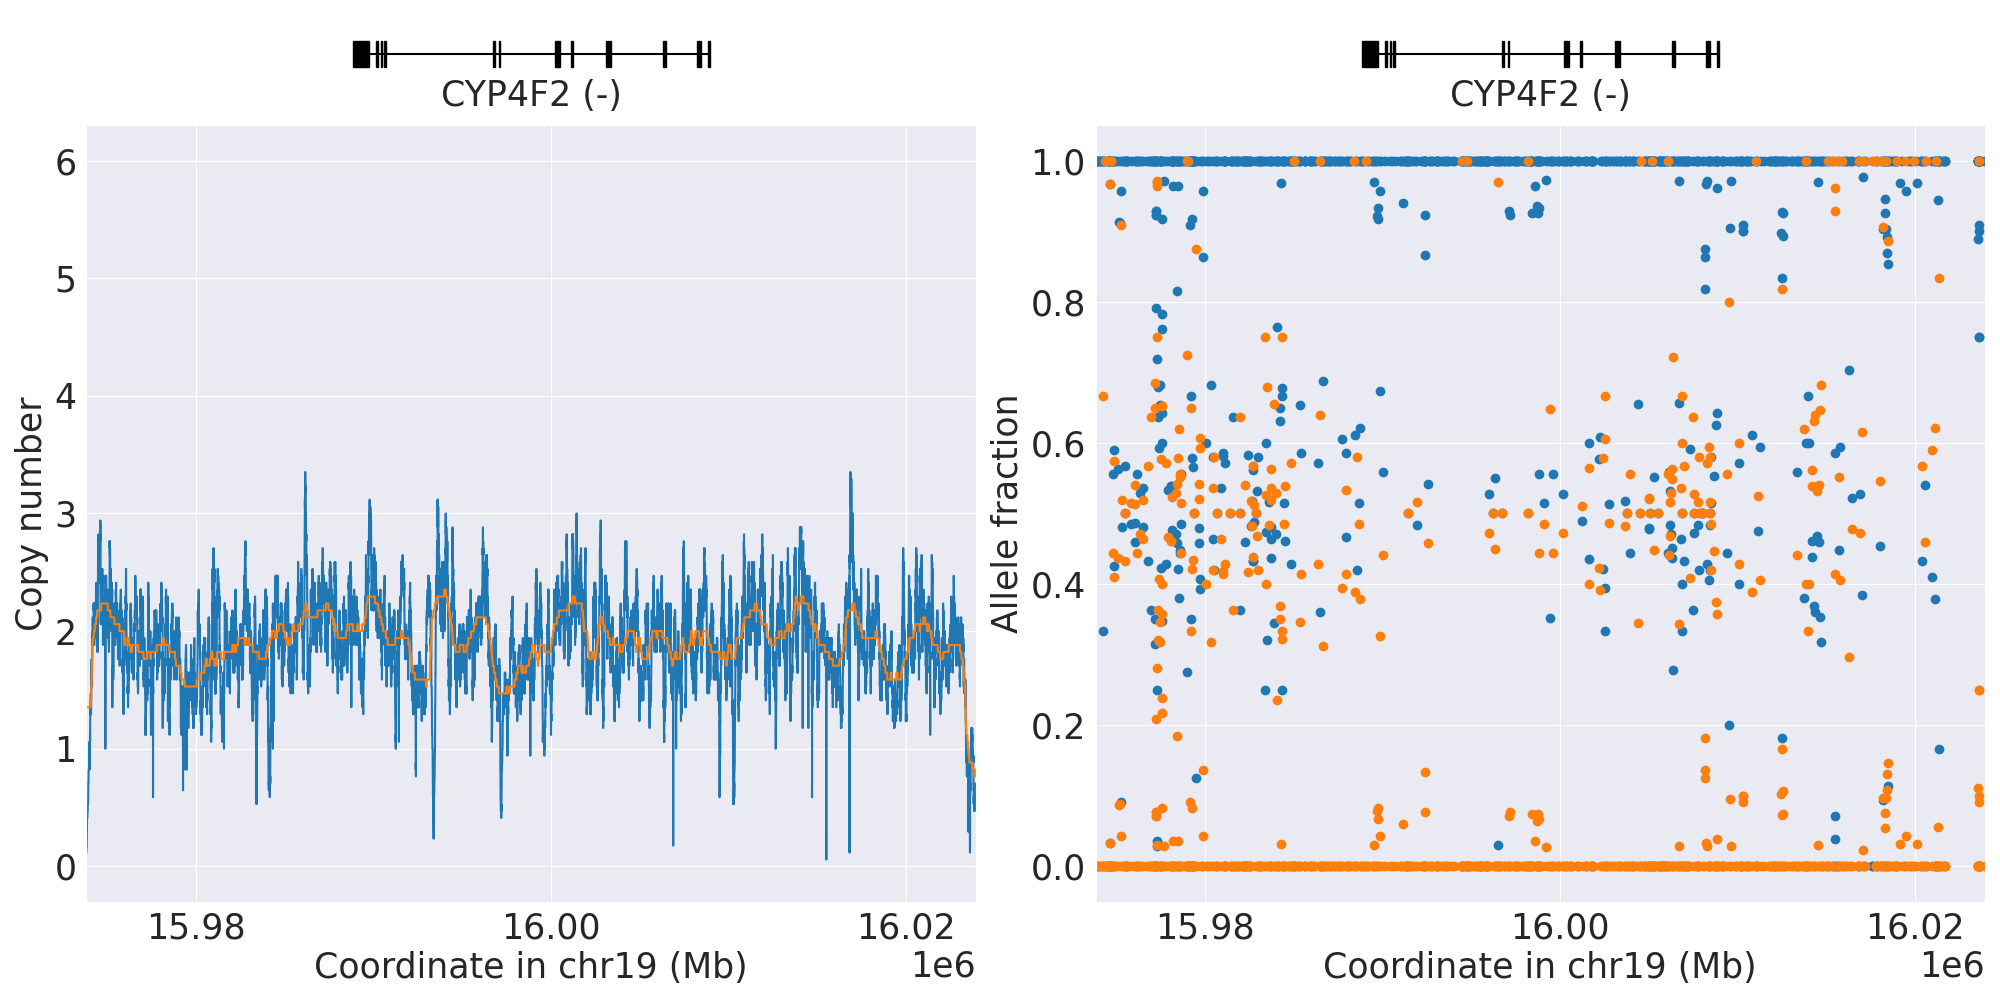 CYP4F2 (-)
6
5
4
3
2
1
0
Copy number
15.98
16.00
16.02
Coordinate in chr19 (Mb)
1e6
CYP4F2 (-)
1.0
0.8
0.6
0.4
0.2
0.0
Allele fraction
15.98
16.00
16.02
Coordinate in chr19 (Mb)
1e6